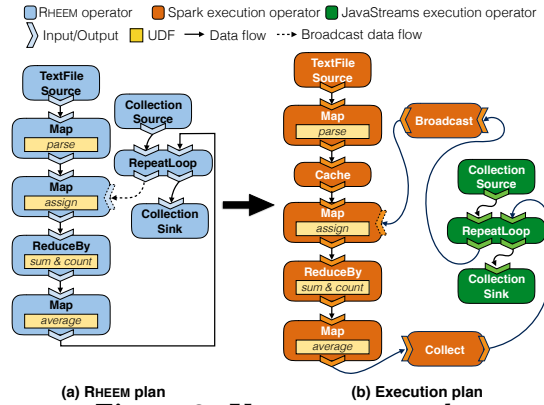 RHEEM operator
Spark execution operator
JavaStreams execution operator
Input/Output
UDF
Data flow
Broadcast data flow
TextFile
Source
Map
parse
Map
assign
ReduceBy
sum & count
Map
average
Collection
Source
RepeatLoop
Collection
Sink
(a) RHEEM plan
TextFile
Source
Map
parse
Cache
Map
assign
ReduceBy
sum & count
Map
average
Broadcast
Collection
Source
RepeatLoop
Collection
Sink
Collect
(b) Execution plan